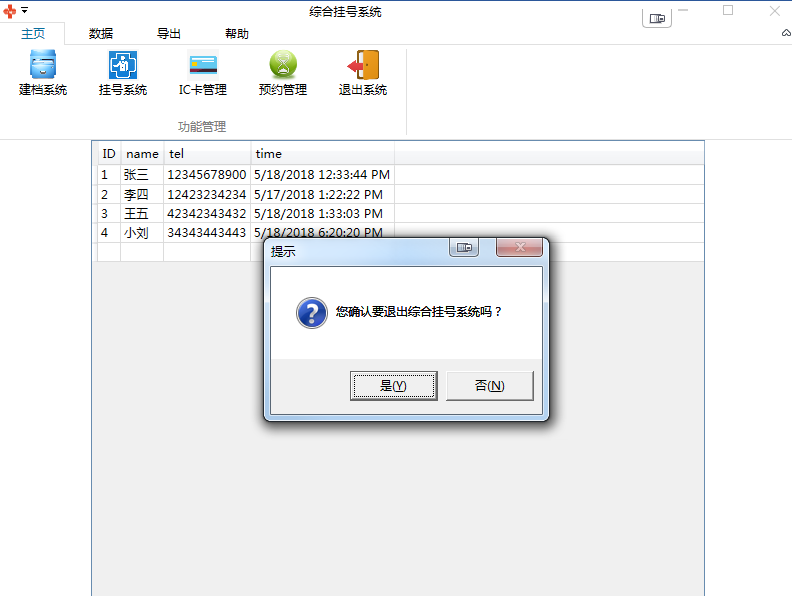 综合挂号系统
主页 数据 导出 帮助
建档系统 挂号系统 IC卡管理 预约管理 退出系统
功能管理
ID name tel time
1 张三 12345678900 5/18/2018 12:33:44 PM
2 李四 12423234234 5/17/2018 1:22:22 PM
3 王五 42342343432 5/18/2018 1:33:03 PM
4 小刘 34343443443 5/18/2018 6:20:20 PM
提示
您确认要退出综合挂号系统吗？
是(Y) 否(N)